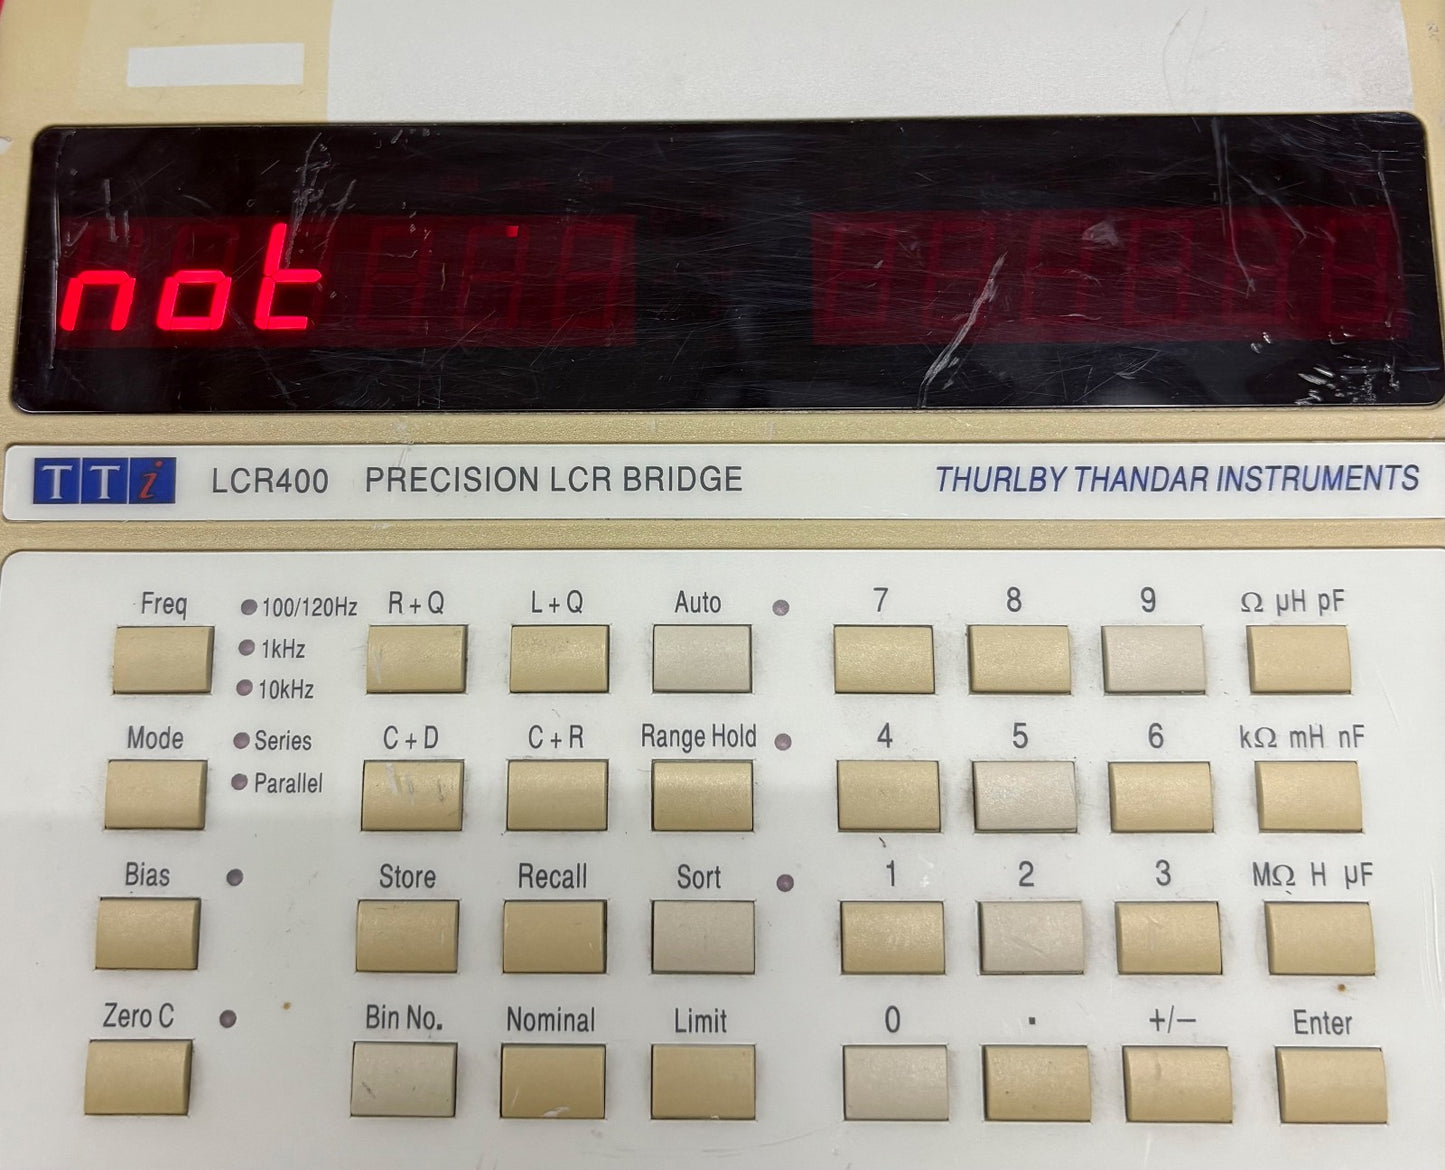 not
TTi LCR400 PRECISION LCR BRIDGE THURLBY THANDAR INSTRUMENTS
Freq 100/120Hz R+Q L+Q Auto 7 8 9 Ω µH pF
1kHz
10kHz
Mode Series C+D C+R Range Hold 4 5 6 kΩ mH nF
Parallel
Bias Store Recall Sort 1 2 3 MΩ H µF
Zero C Bin No. Nominal Limit 0 . +/− Enter